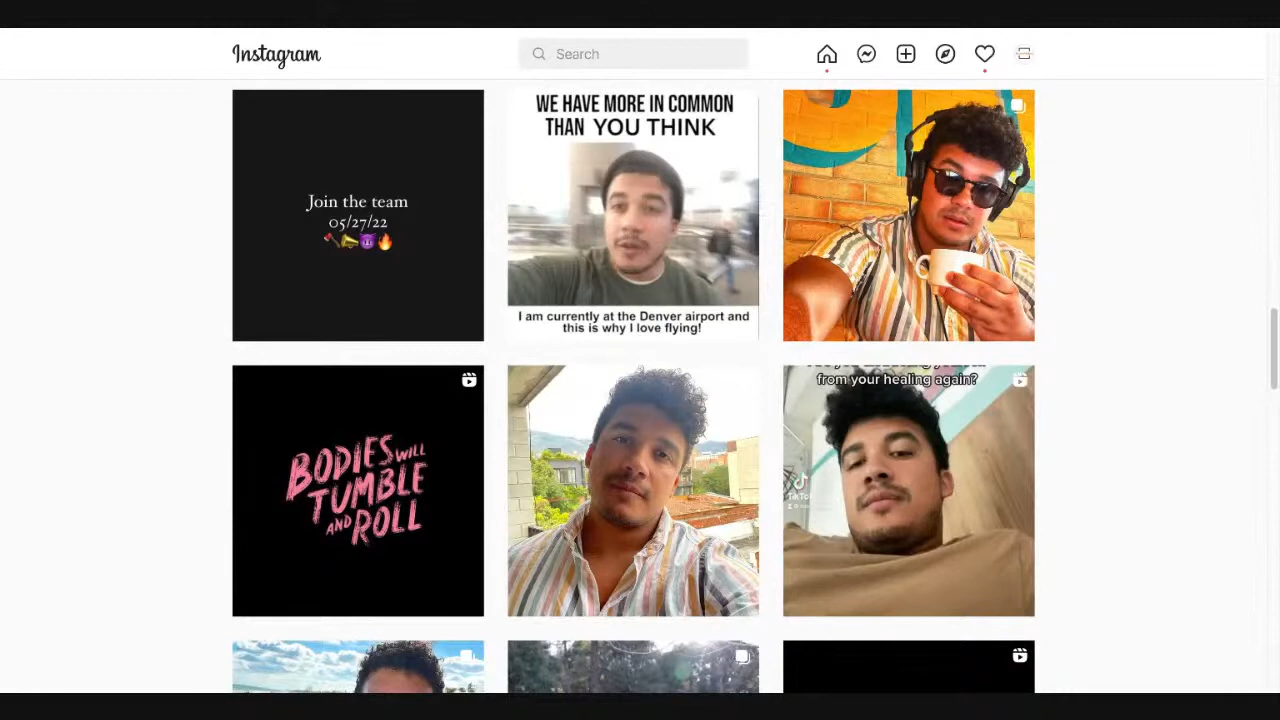 Instagram
Search
Join the team
05/27/22
WE HAVE MORE IN COMMON
THAN YOU THINK
I am currently at the Denver airport and
this is why I love flying!
BODIES WILL
TUMBLE
AND ROLL
from your healing again?
TikTok